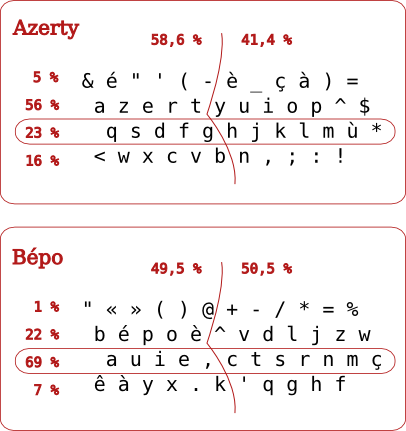 Azerty
58,6 % 41,4 %
5 % & é " ' ( - è _ ç à ) =
56 % a z e r t y u i o p ^ $
23 % q s d f g h j k l m ù *
16 % < w x c v b n , ; : !
Bépo
49,5 % 50,5 %
1 % " « » ( ) @ + - / * = %
22 % b é p o è ^ v d l j z w
69 % a u i e , c t s r n m ç
7 % ê à y x . k ' q g h f